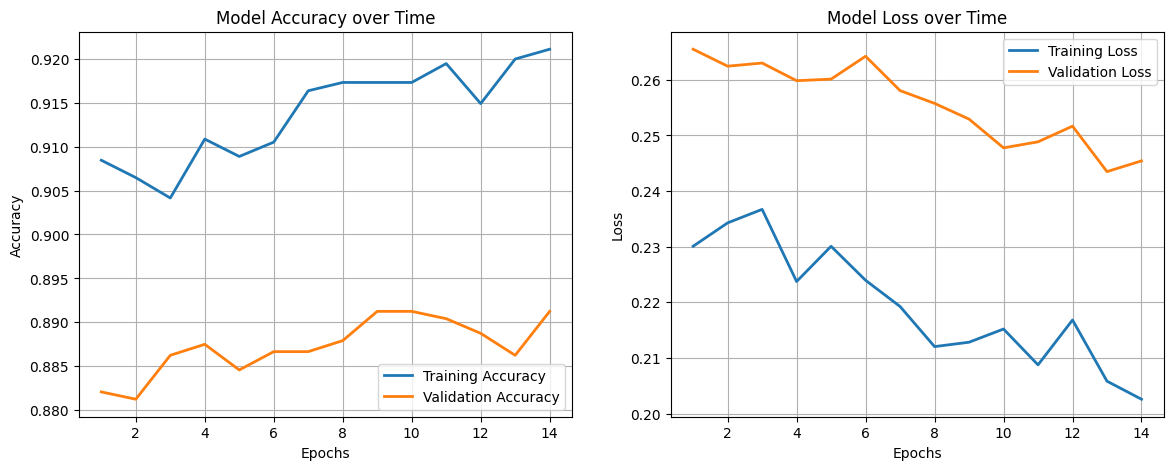 Model Accuracy over Time
0.920
0.915
0.910
0.905
0.900
0.895
0.890
0.885
0.880
Accuracy
2 4 6 8 10 12 14
Epochs
Training Accuracy
Validation Accuracy
Model Loss over Time
0.26
0.25
0.24
0.23
0.22
0.21
0.20
Loss
2 4 6 8 10 12 14
Epochs
Training Loss
Validation Loss